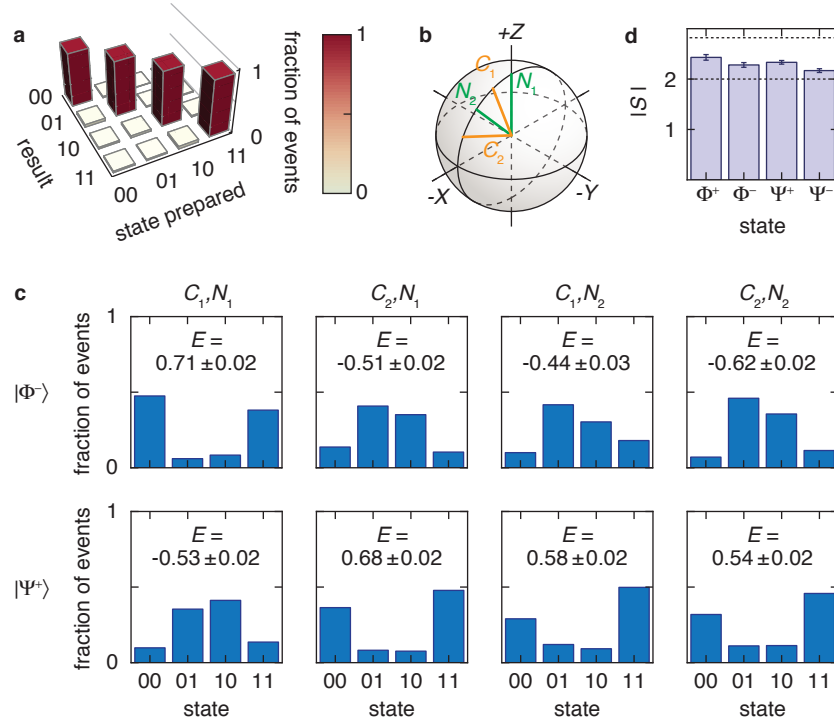 a
1
0
00
01
10
11
result
00
01
10
11
state prepared
fraction of events
1
0
b
+Z
C1
N1
N2
C2
-X
-Y
d
|S|
2
1
Φ+
Φ−
Ψ+
Ψ−
state
c
C1,N1
C2,N1
C1,N2
C2,N2
|Φ−⟩
fraction of events
1
0
E =
0.71±0.02
E =
-0.51±0.02
E =
-0.44±0.03
E =
-0.62±0.02
|Ψ+⟩
fraction of events
1
0
E =
-0.53±0.02
E =
0.68±0.02
E =
0.58±0.02
E =
0.54±0.02
00 01 10 11
00 01 10 11
00 01 10 11
00 01 10 11
state
state
state
state